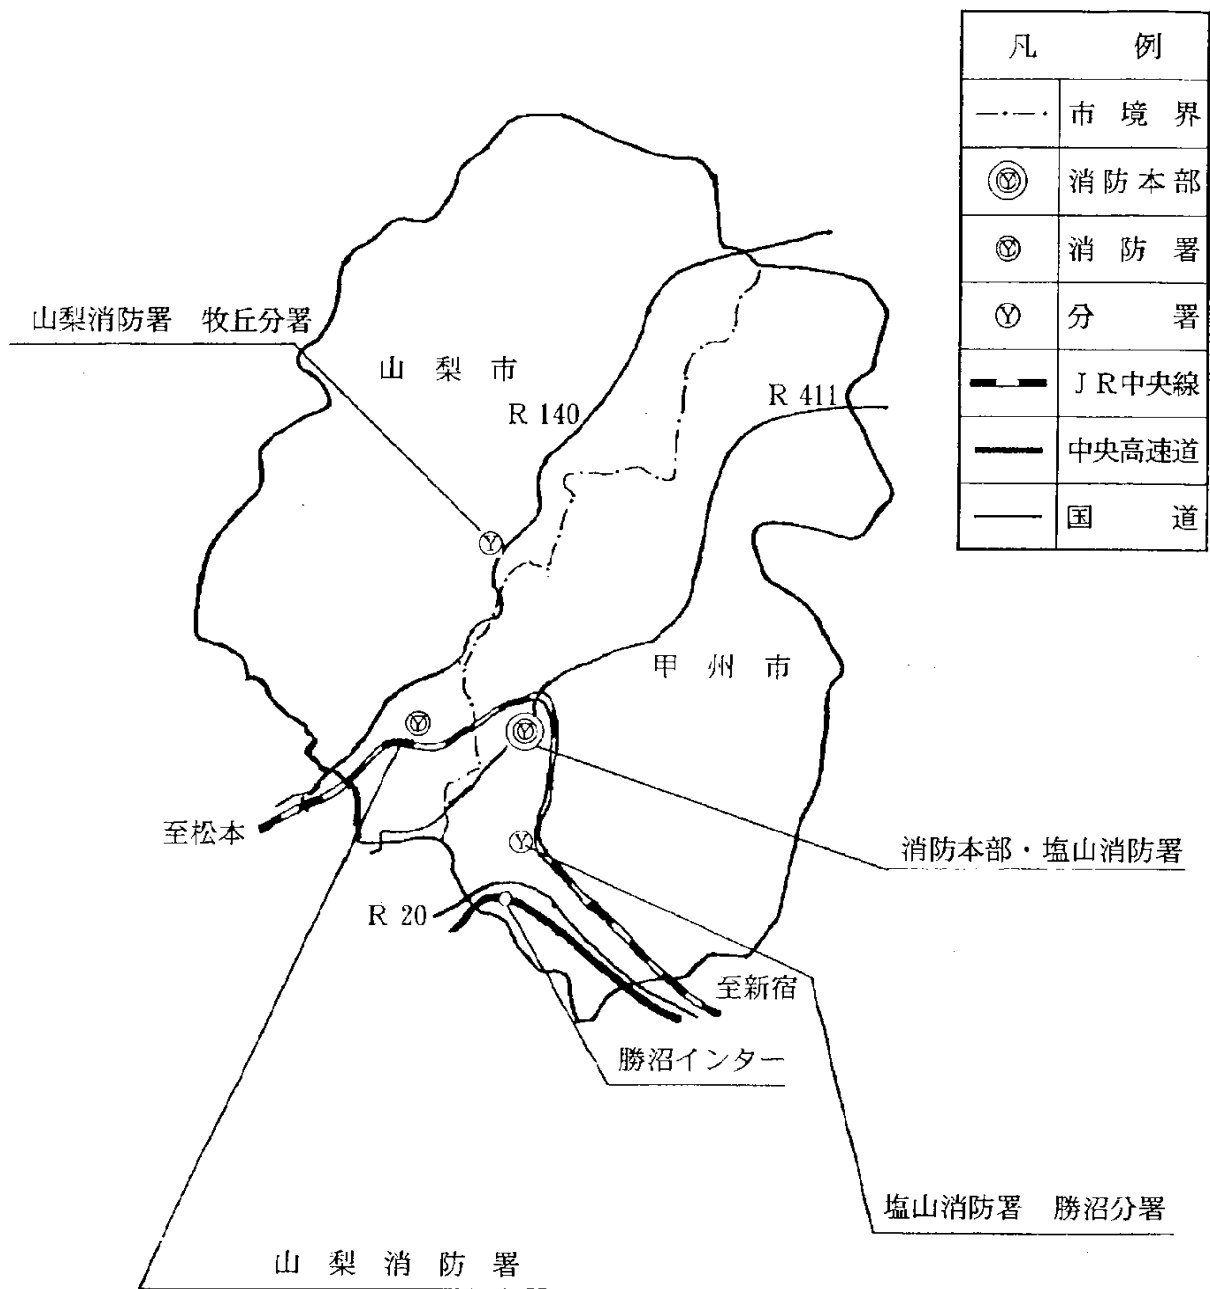 凡 例
市境界
Y 消防本部
Y 消防署
Y 分署
JR中央線
中央高速道
国道
山梨消防署 牧丘分署
山梨市
R 140
R 411
Y
甲州市
Y
Y
至松本
消防本部・塩山消防署
Y
R 20
至新宿
勝沼インター
塩山消防署 勝沼分署
山梨消防署